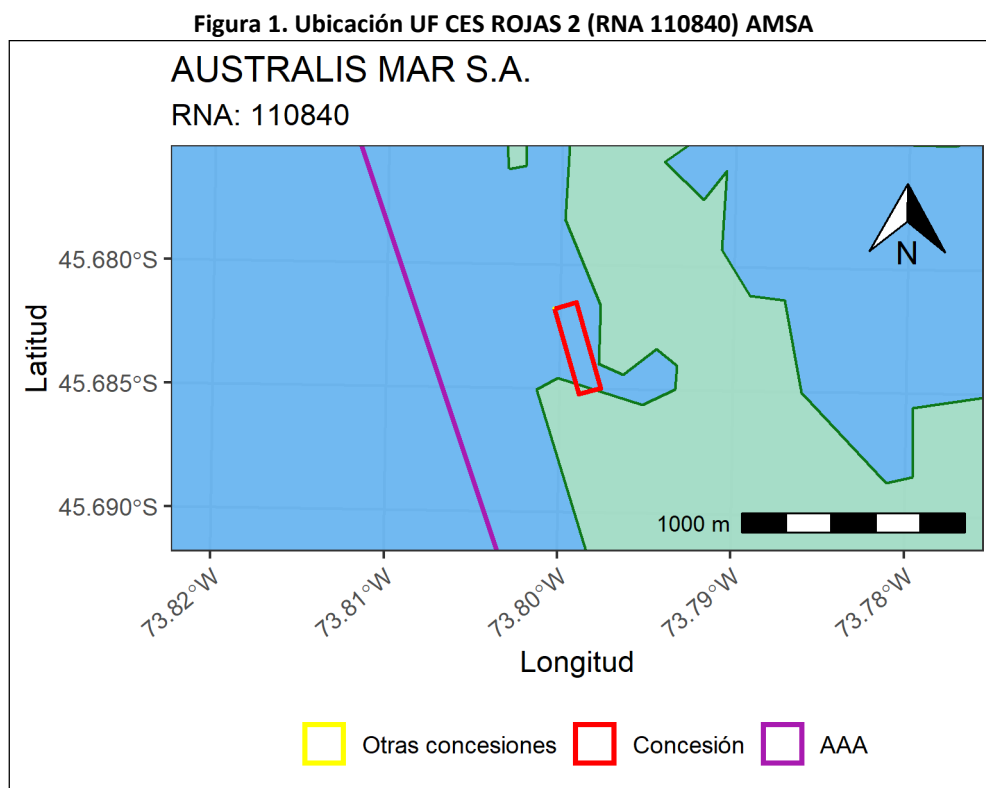 Figura 1. Ubicación UF CES ROJAS 2 (RNA 110840) AMSA
AUSTRALIS MAR S.A.
RNA: 110840
45.680°S
45.685°S
45.690°S
Latitud
N
1000 m
73.82°W
73.81°W
73.80°W
73.79°W
73.78°W
Longitud
Otras concesiones
Concesión
AAA